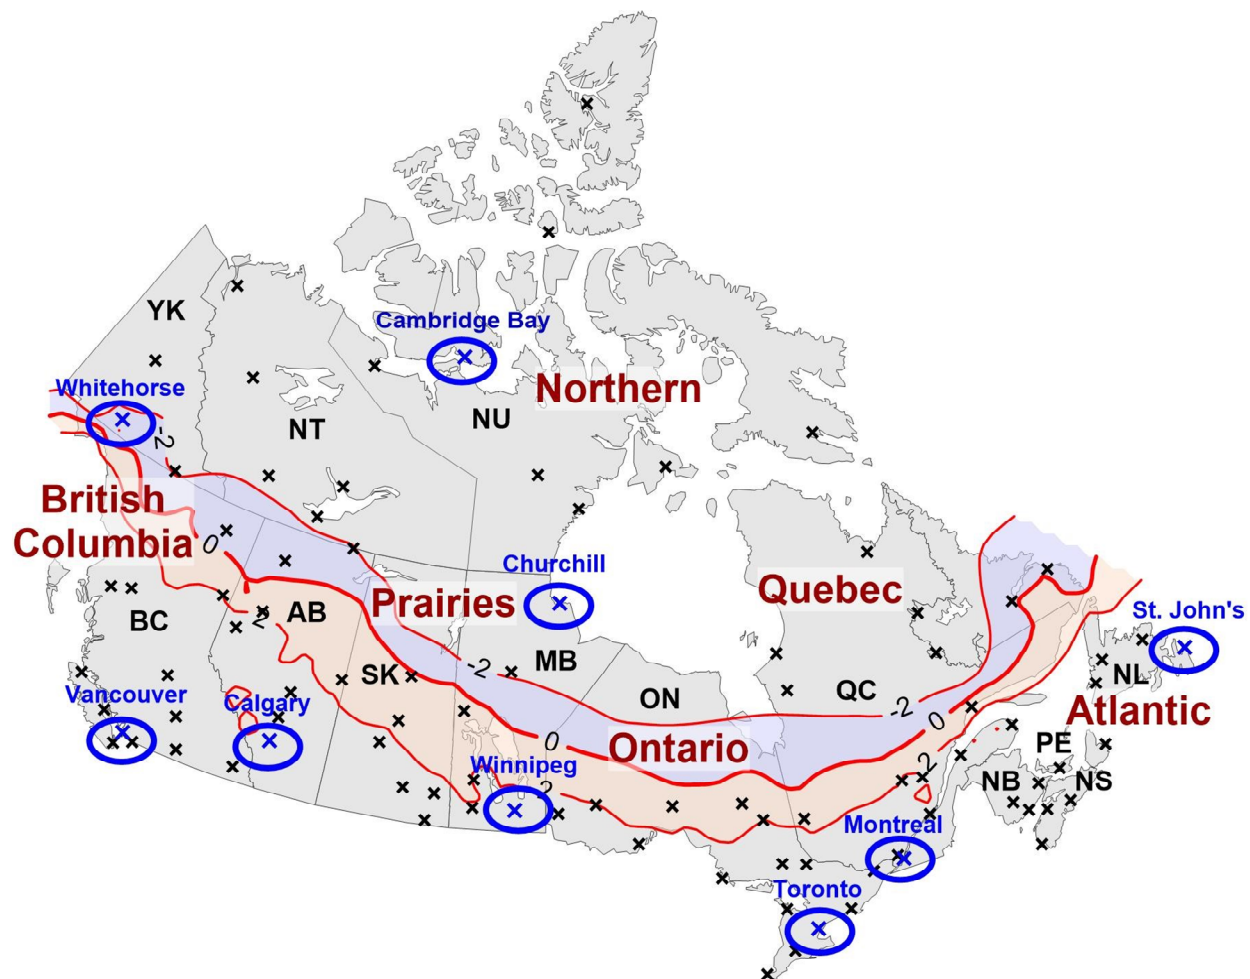 YK
Cambridge Bay
Whitehorse
Northern
NT
NU
-2
British
Columbia
0
Churchill
Prairies
Quebec
AB
BC
2
St. John's
MB
-2
SK
NL
ON
QC
Vancouver
Calgary
-2
0
Atlantic
0
Ontario
PE
Winnipeg
2
NB
NS
2
Montreal
Toronto